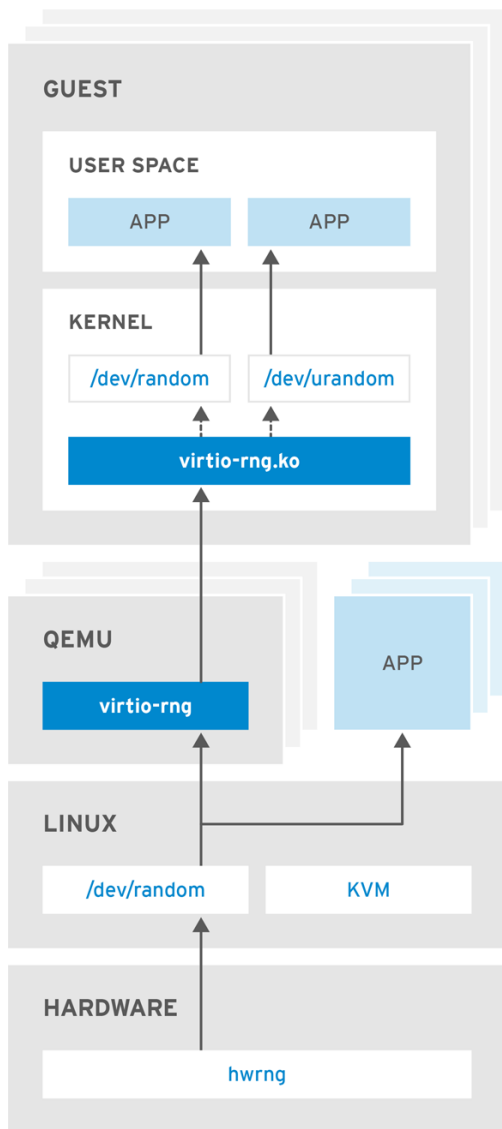 GUEST
USER SPACE
APP
APP
KERNEL
/dev/random
/dev/urandom
virtio-rng.ko
QEMU
virtio-rng
APP
LINUX
/dev/random
KVM
HARDWARE
hwrng